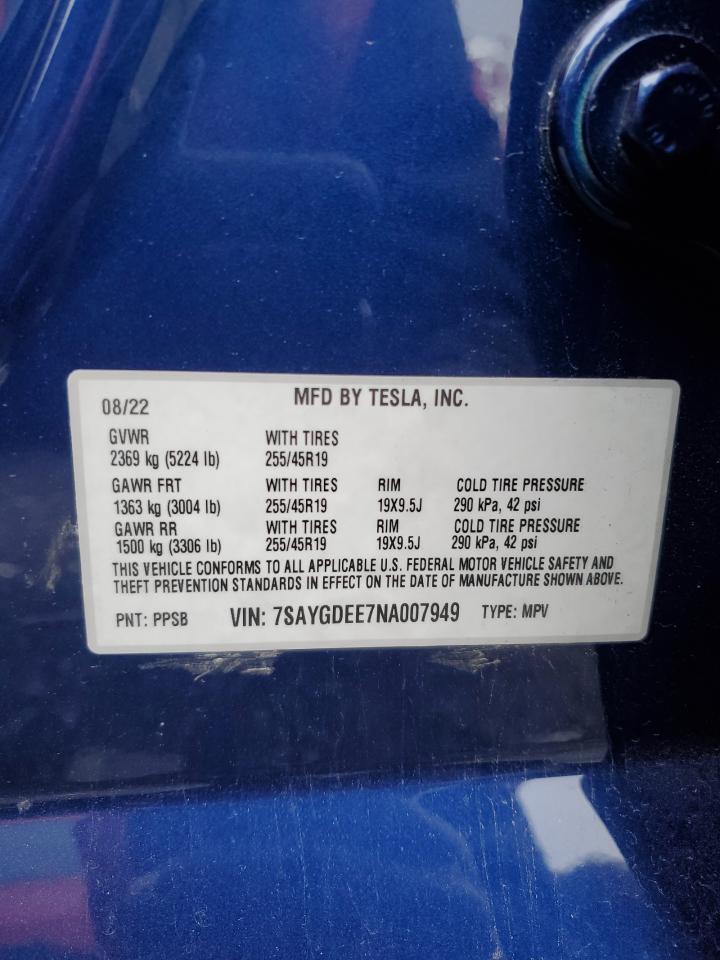 08/22 MFD BY TESLA, INC.
GVWR WITH TIRES
2369 kg (5224 lb) 255/45R19
GAWR FRT WITH TIRES RIM COLD TIRE PRESSURE
1363 kg (3004 lb) 255/45R19 19X9.5J 290 kPa, 42 psi
GAWR RR WITH TIRES RIM COLD TIRE PRESSURE
1500 kg (3306 lb) 255/45R19 19X9.5J 290 kPa, 42 psi
THIS VEHICLE CONFORMS TO ALL APPLICABLE U.S. FEDERAL MOTOR VEHICLE SAFETY AND
THEFT PREVENTION STANDARDS IN EFFECT ON THE DATE OF MANUFACTURE SHOWN ABOVE.
PNT: PPSB VIN: 7SAYGDEE7NA007949 TYPE: MPV